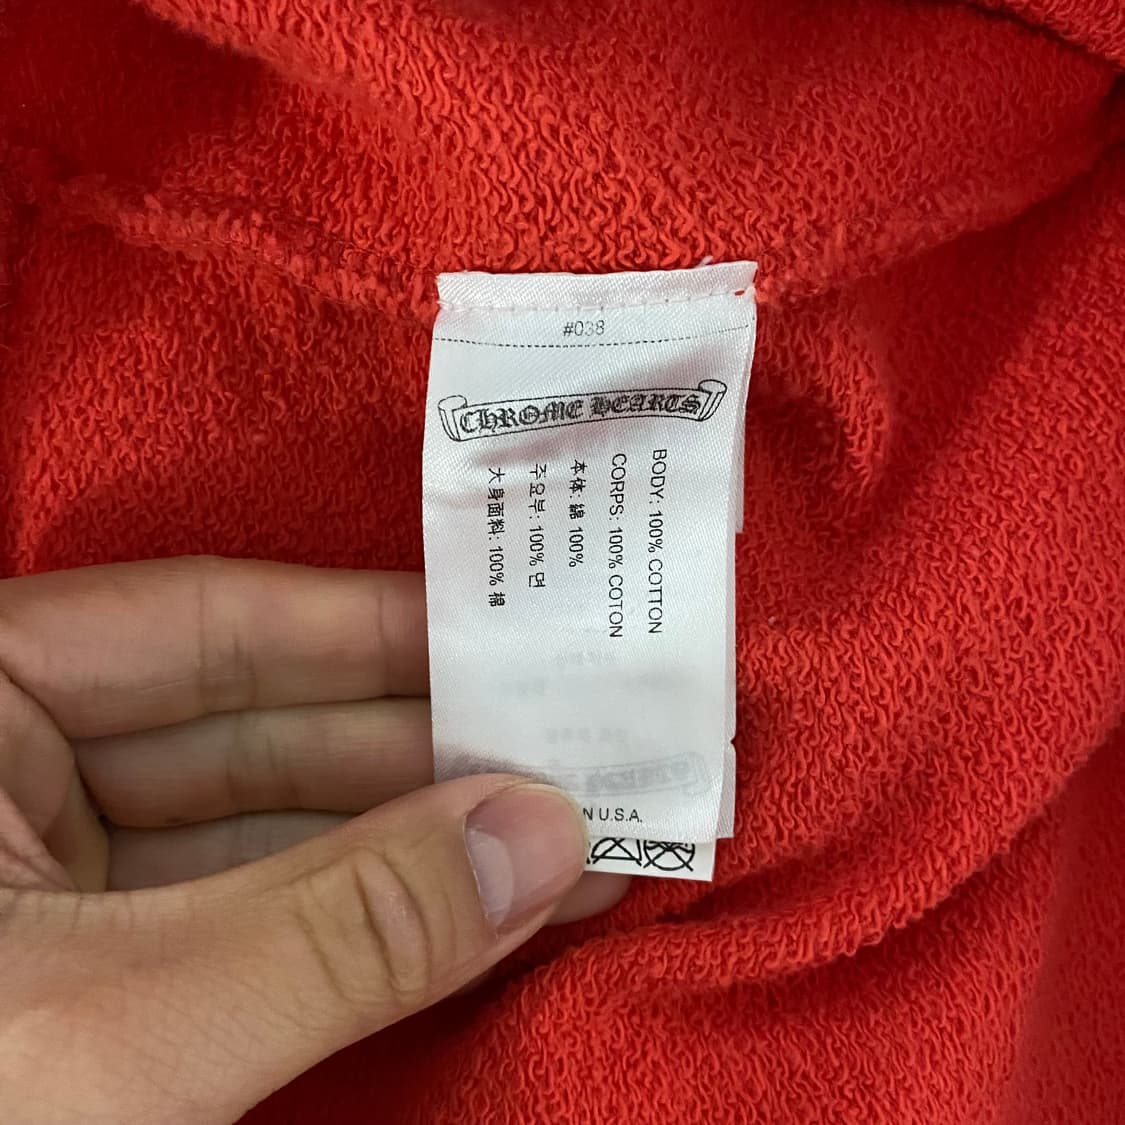 #038
CHROME HEARTS
BODY: 100% COTTON
CORPS: 100% COTON
本体: 綿 100%
주요부: 100% 면
大身面料: 100% 棉
N U.S.A.